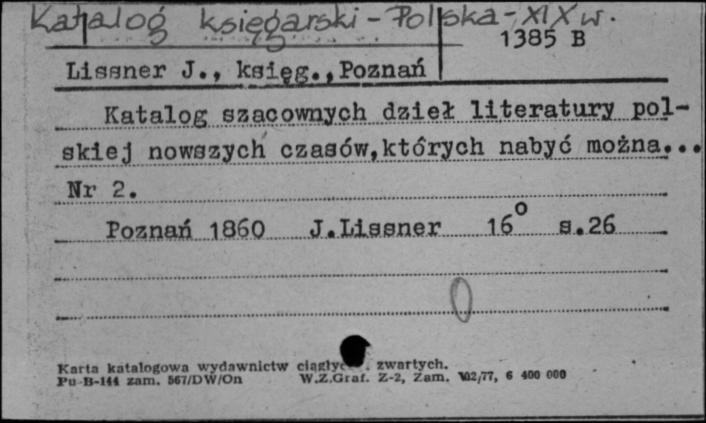 Katalog księgarski - Polska - XIX w.
1385 B
Lissner J., księg., Poznań
Katalog szacownych dzieł literatury pol-
skiej nowszych czasów, których nabyć można...
Nr 2.
Poznań 1860 J.Lissner 16° s.26
Karta katalogowa wydawnictw ciągłyc zwartych.
Pu-B-144 zam. 567/DW/On W.Z.Graf. Z-2, Zam. 102/77, 6 400 000